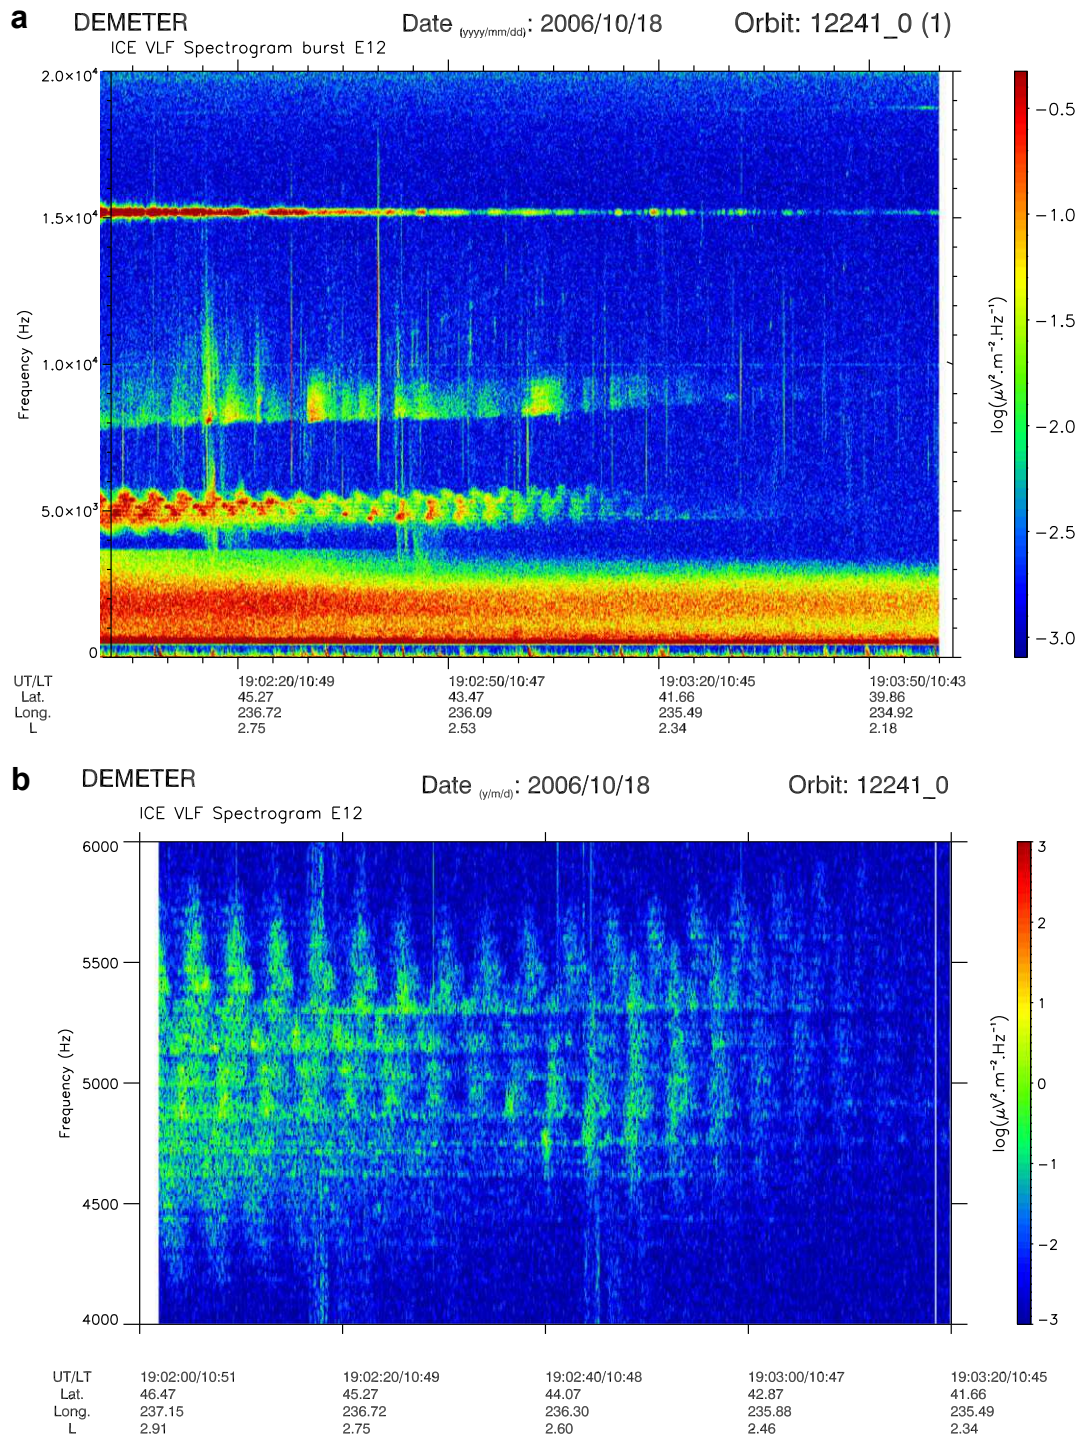 a
DEMETER
Date (yyyy/mm/dd): 2006/10/18
Orbit: 12241_0 (1)
ICE VLF Spectrogram burst E12
2.0×10⁴
1.5×10⁴
1.0×10⁴
5.0×10³
0
Frequency (Hz)
−0.5
−1.0
−1.5
−2.0
−2.5
−3.0
log(μV².m⁻².Hz⁻¹)
UT/LT 19:02:20/10:49 19:02:50/10:47 19:03:20/10:45 19:03:50/10:43
Lat. 45.27 43.47 41.66 39.86
Long. 236.72 236.09 235.49 234.92
L 2.75 2.53 2.34 2.18
b
DEMETER
Date (y/m/d): 2006/10/18
Orbit: 12241_0
ICE VLF Spectrogram E12
6000
5500
5000
4500
4000
Frequency (Hz)
3
2
1
0
−1
−2
−3
log(μV².m⁻².Hz⁻¹)
UT/LT 19:02:00/10:51 19:02:20/10:49 19:02:40/10:48 19:03:00/10:47 19:03:20/10:45
Lat. 46.47 45.27 44.07 42.87 41.66
Long. 237.15 236.72 236.30 235.88 235.49
L 2.91 2.75 2.60 2.46 2.34